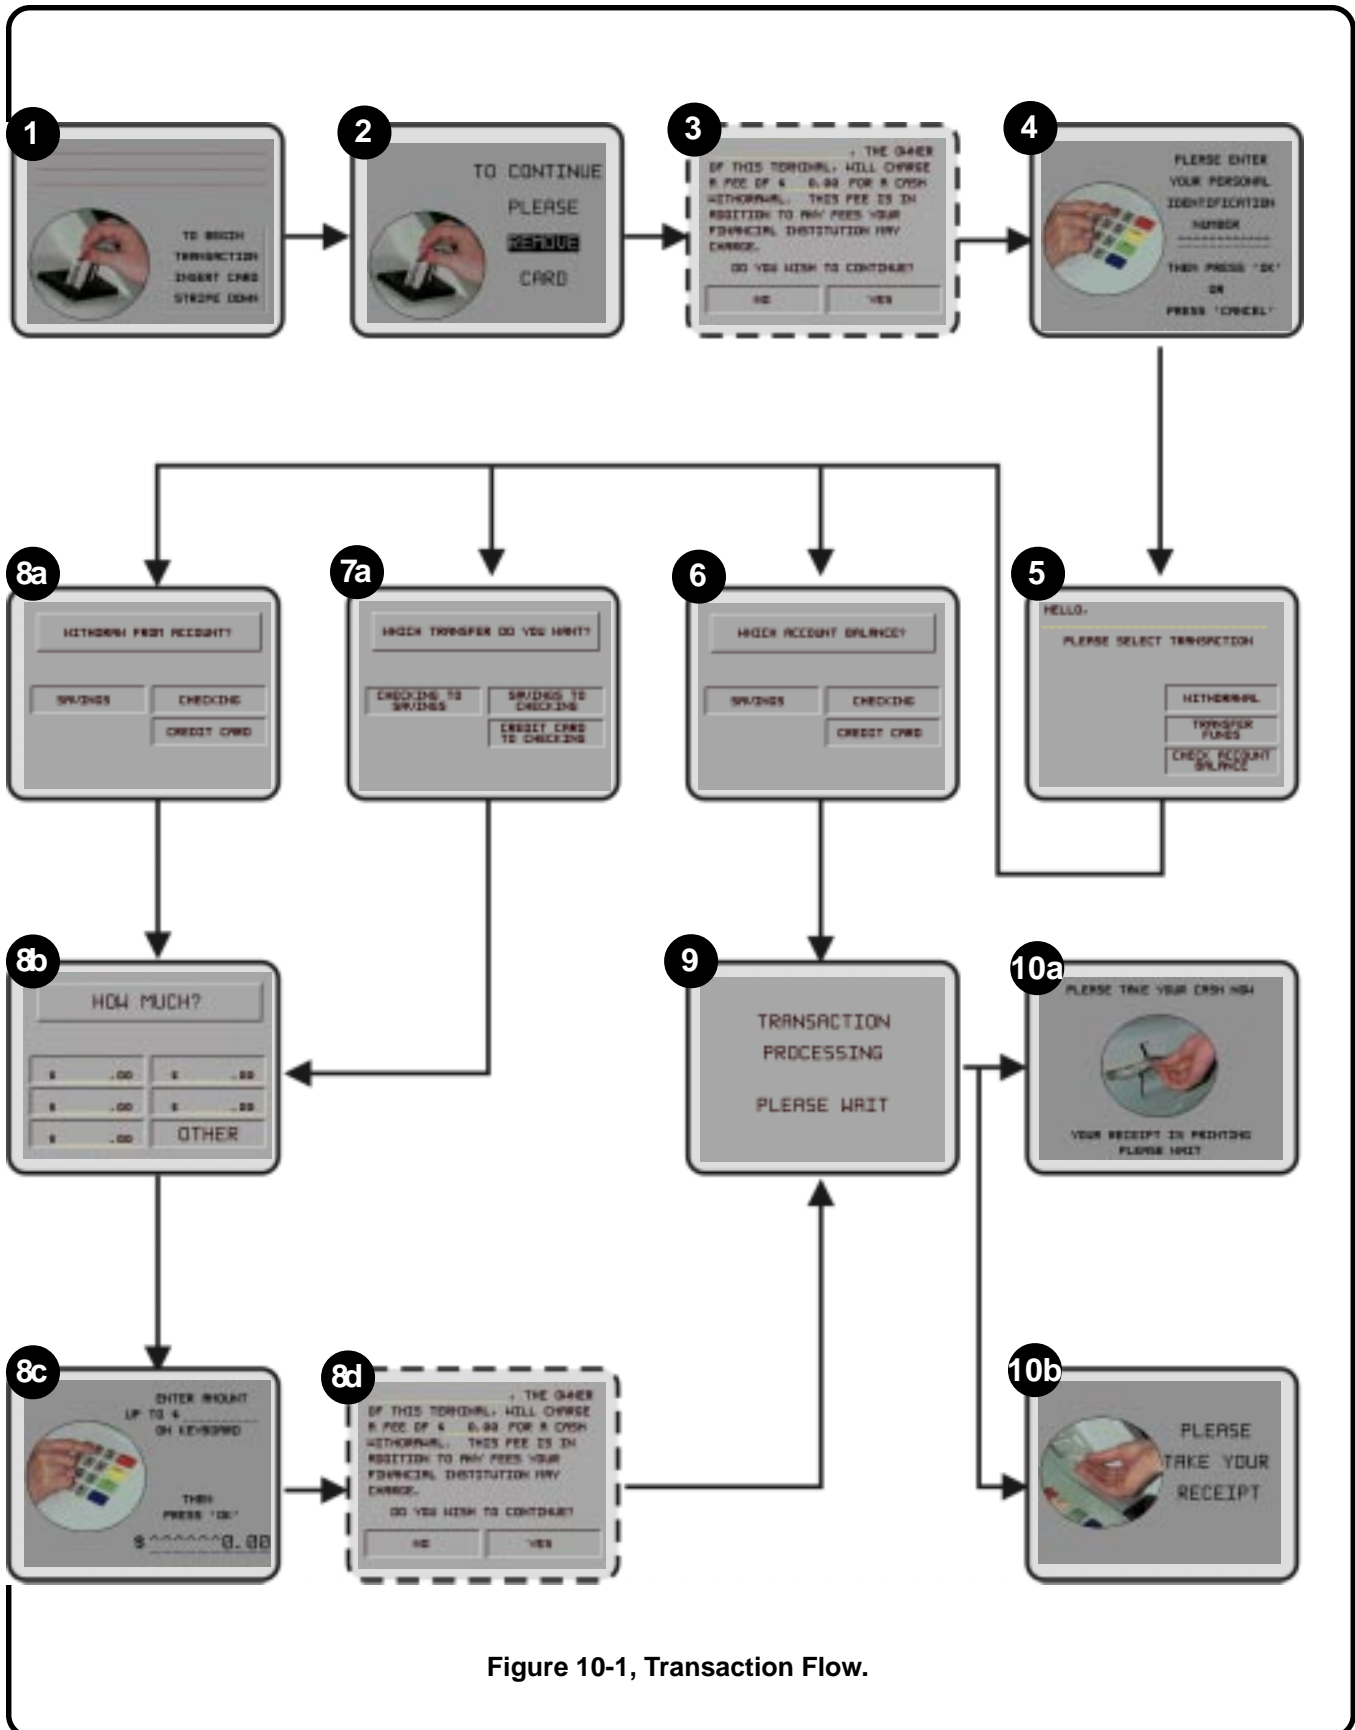 1
TO BEGIN
TRANSACTION
INSERT CARD
STRIPE DOWN
2
TO CONTINUE
PLEASE
REMOVE
CARD
3
, THE OWNER
OF THIS TERMINAL, WILL CHARGE
A FEE OF $ 0.00 FOR A CASH
WITHDRAWAL. THIS FEE IS IN
ADDITION TO ANY FEES YOUR
FINANCIAL INSTITUTION MAY
CHARGE.
DO YOU WISH TO CONTINUE?
NO YES
4
PLEASE ENTER
YOUR PERSONAL
IDENTIFICATION
NUMBER
THEN PRESS 'OK'
OR
PRESS 'CANCEL'
8a
WITHDRAW FROM ACCOUNT?
SAVINGS CHECKING
CREDIT CARD
7a
WHICH TRANSFER DO YOU WANT?
CHECKING TO
SAVINGS
SAVINGS TO
CHECKING
CREDIT CARD
TO CHECKING
6
WHICH ACCOUNT BALANCE?
SAVINGS CHECKING
CREDIT CARD
5
HELLO,
PLEASE SELECT TRANSACTION
WITHDRAWAL
TRANSFER
FUNDS
CHECK ACCOUNT
BALANCE
8b
HOW MUCH?
$ .00 $ .00
$ .00 $ .00
$ .00 OTHER
9
TRANSACTION
PROCESSING
PLEASE WAIT
10a
PLEASE TAKE YOUR CASH NOW
YOUR RECEIPT IS PRINTING
PLEASE WAIT
8c
ENTER AMOUNT
UP TO $
ON KEYBOARD
THEN
PRESS 'OK'
$^^^^^^0.00
8d
, THE OWNER
OF THIS TERMINAL, WILL CHARGE
A FEE OF $ 0.00 FOR A CASH
WITHDRAWAL. THIS FEE IS IN
ADDITION TO ANY FEES YOUR
FINANCIAL INSTITUTION MAY
CHARGE.
DO YOU WISH TO CONTINUE?
NO YES
10b
PLEASE
TAKE YOUR
RECEIPT
Figure 10-1, Transaction Flow.